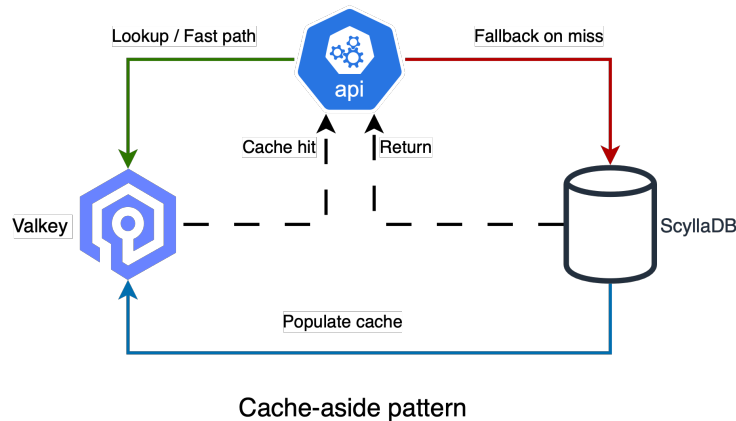 Lookup / Fast path
Fallback on miss
api
Cache hit
Return
Valkey
ScyllaDB
Populate cache
Cache-aside pattern